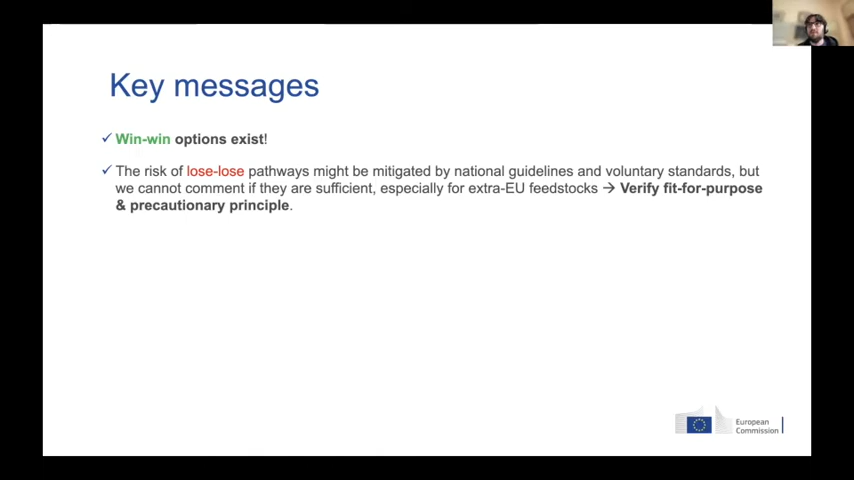 Key messages
✓ Win-win options exist!
✓ The risk of lose-lose pathways might be mitigated by national guidelines and voluntary standards, but
we cannot comment if they are sufficient, especially for extra-EU feedstocks → Verify fit-for-purpose
& precautionary principle.
European
Commission